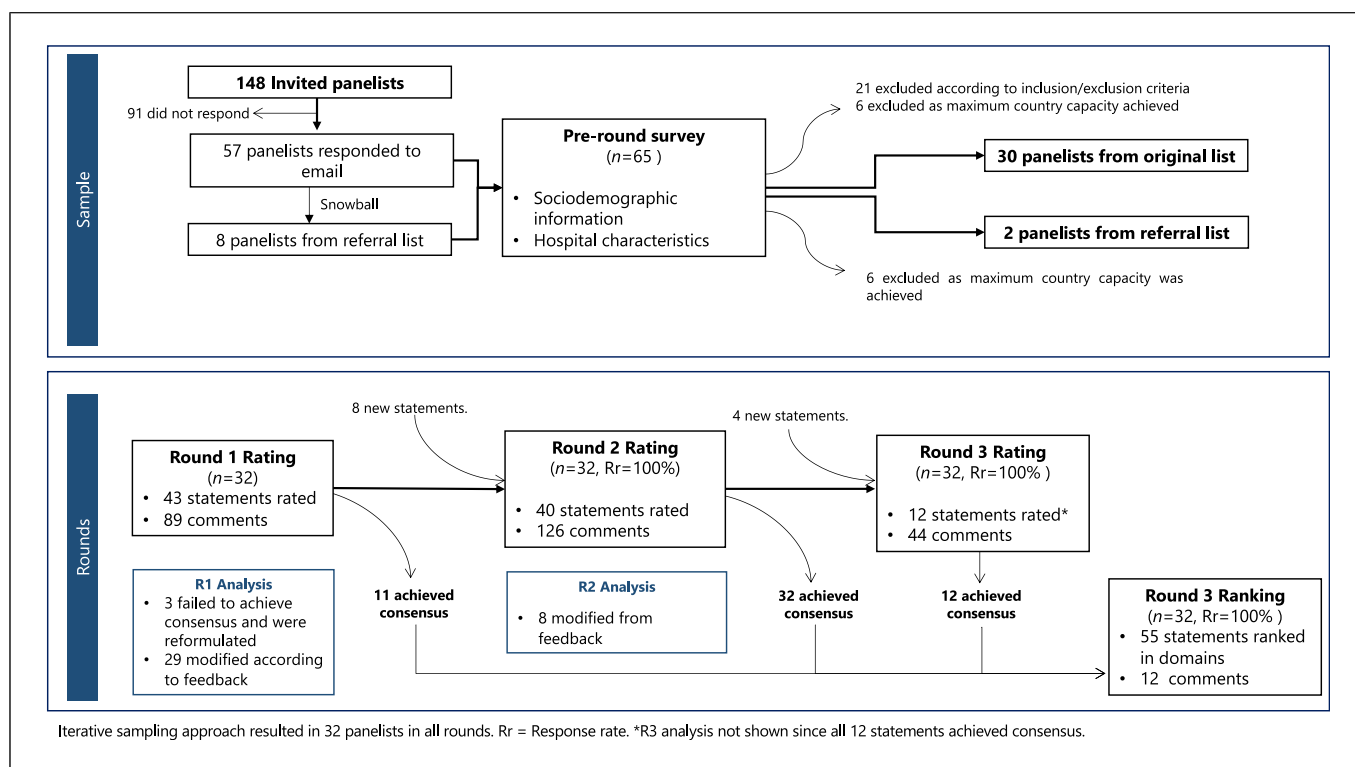 Sample
148 Invited panelists
91 did not respond
57 panelists responded to
email
Snowball
8 panelists from referral list
Pre-round survey
(n=65 )
• Sociodemographic
information
• Hospital characteristics
21 excluded according to inclusion/exclusion criteria
6 excluded as maximum country capacity achieved
30 panelists from original list
2 panelists from referral list
6 excluded as maximum country capacity was
achieved
Rounds
8 new statements.
4 new statements.
Round 1 Rating
(n=32)
• 43 statements rated
• 89 comments
Round 2 Rating
(n=32, Rr=100%)
• 40 statements rated
• 126 comments
Round 3 Rating
(n=32, Rr=100% )
• 12 statements rated*
• 44 comments
R1 Analysis
• 3 failed to achieve
consensus and were
reformulated
• 29 modified according
to feedback
11 achieved
consensus
R2 Analysis
• 8 modified from
feedback
32 achieved
consensus
12 achieved
consensus
Round 3 Ranking
(n=32, Rr=100% )
• 55 statements ranked
in domains
• 12 comments
Iterative sampling approach resulted in 32 panelists in all rounds. Rr = Response rate. *R3 analysis not shown since all 12 statements achieved consensus.